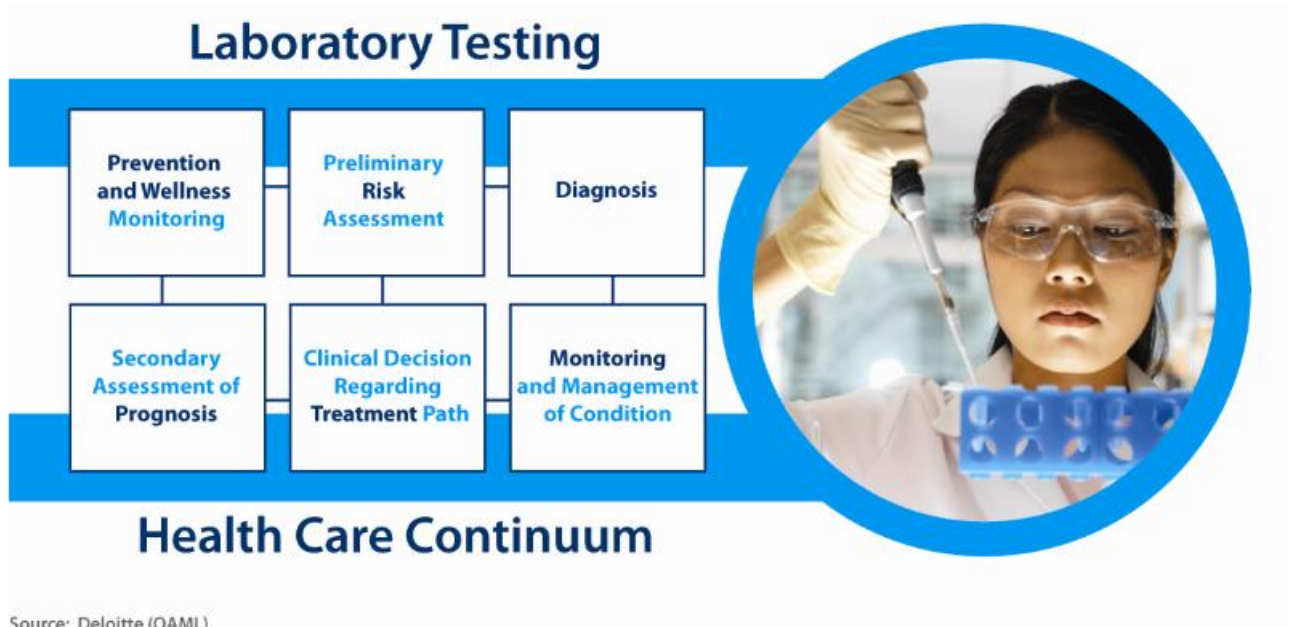 Laboratory Testing
Prevention
and Wellness
Monitoring
Preliminary
Risk
Assessment
Diagnosis
Secondary
Assessment of
Prognosis
Clinical Decision
Regarding
Treatment Path
Monitoring
and Management
of Condition
Health Care Continuum
Source: Deloitte (OAML)